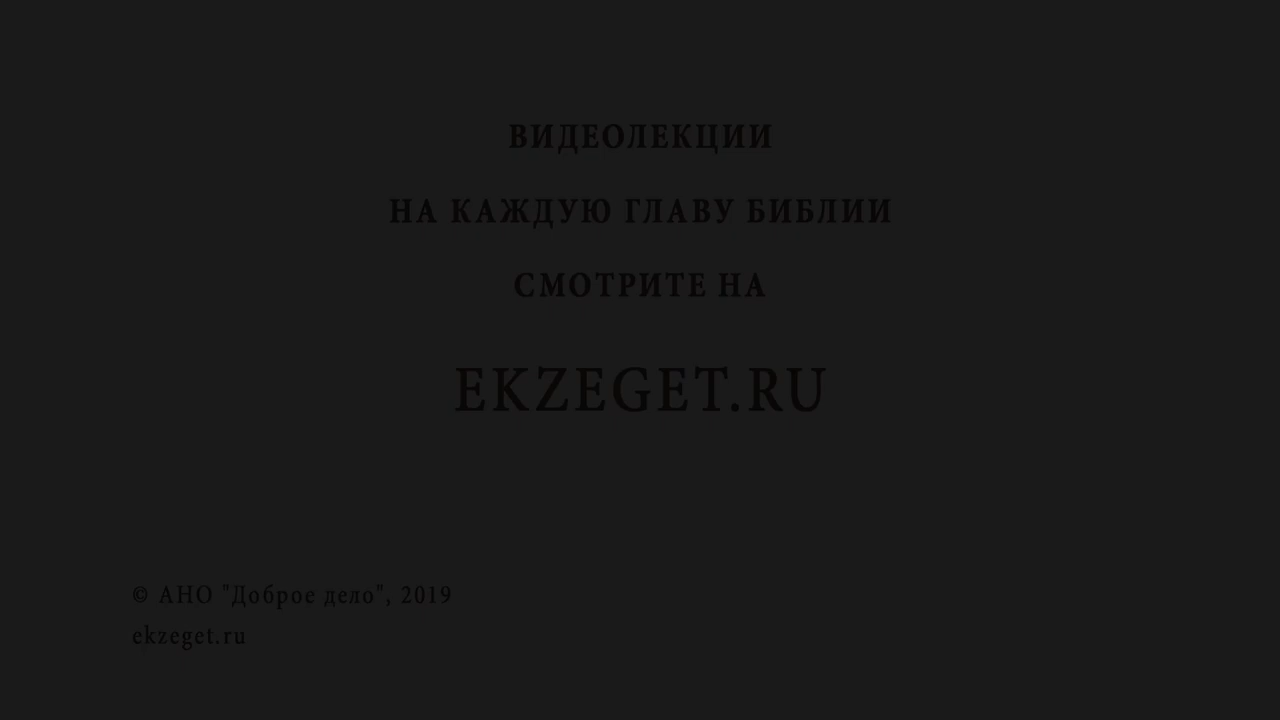 ВИДЕОЛЕКЦИИ
НА КАЖДУЮ ГЛАВУ БИБЛИИ
СМОТРИТЕ НА
EKZEGET.RU
© АНО "Доброе дело", 2019
ekzeget.ru